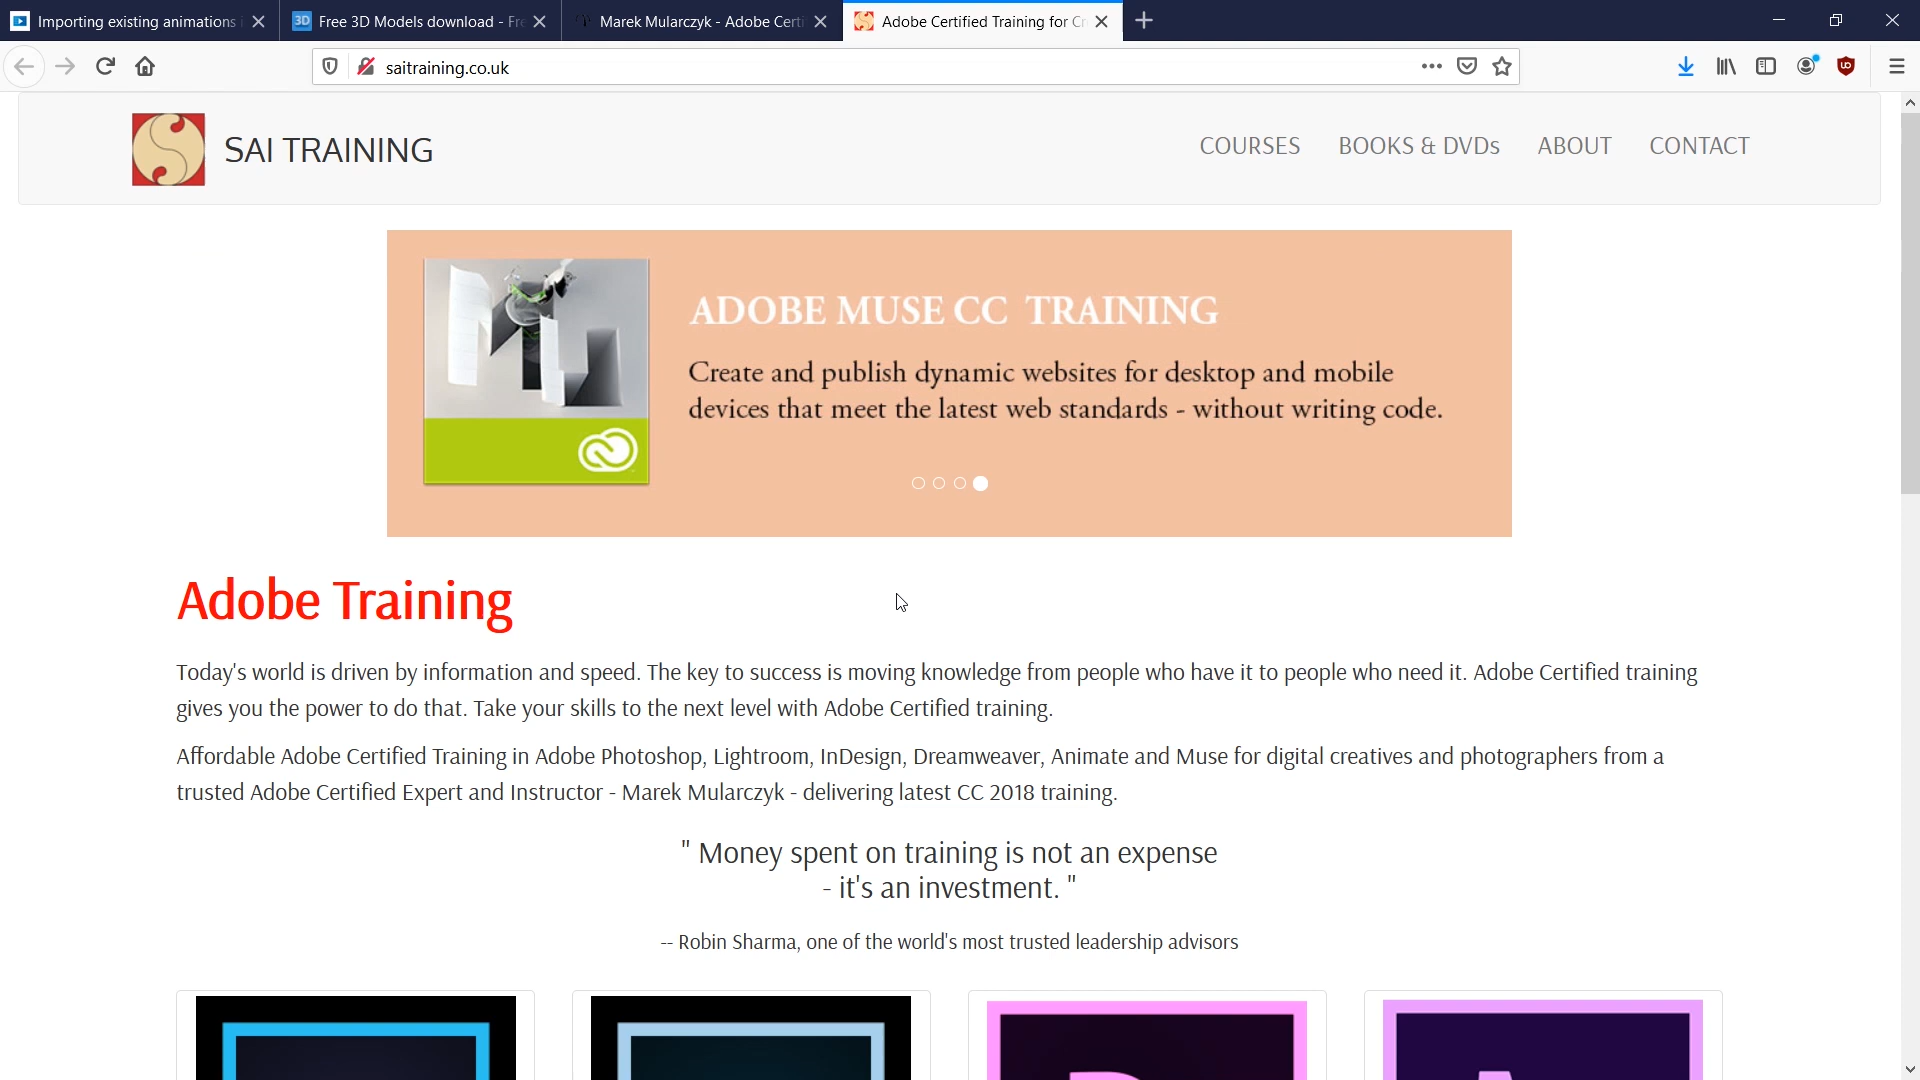 Importing existing animations
Free 3D Models download - Fre
Marek Mularczyk - Adobe Certi
Adobe Certified Training for Cr
saitraining.co.uk
SAI TRAINING
COURSES
BOOKS & DVDs
ABOUT
CONTACT
ADOBE MUSE CC TRAINING
Create and publish dynamic websites for desktop and mobile
devices that meet the latest web standards - without writing code.
Adobe Training
Today's world is driven by information and speed. The key to success is moving knowledge from people who have it to people who need it. Adobe Certified training
gives you the power to do that. Take your skills to the next level with Adobe Certified training.
Affordable Adobe Certified Training in Adobe Photoshop, Lightroom, InDesign, Dreamweaver, Animate and Muse for digital creatives and photographers from a
trusted Adobe Certified Expert and Instructor - Marek Mularczyk - delivering latest CC 2018 training.
" Money spent on training is not an expense
- it's an investment. "
-- Robin Sharma, one of the world's most trusted leadership advisors